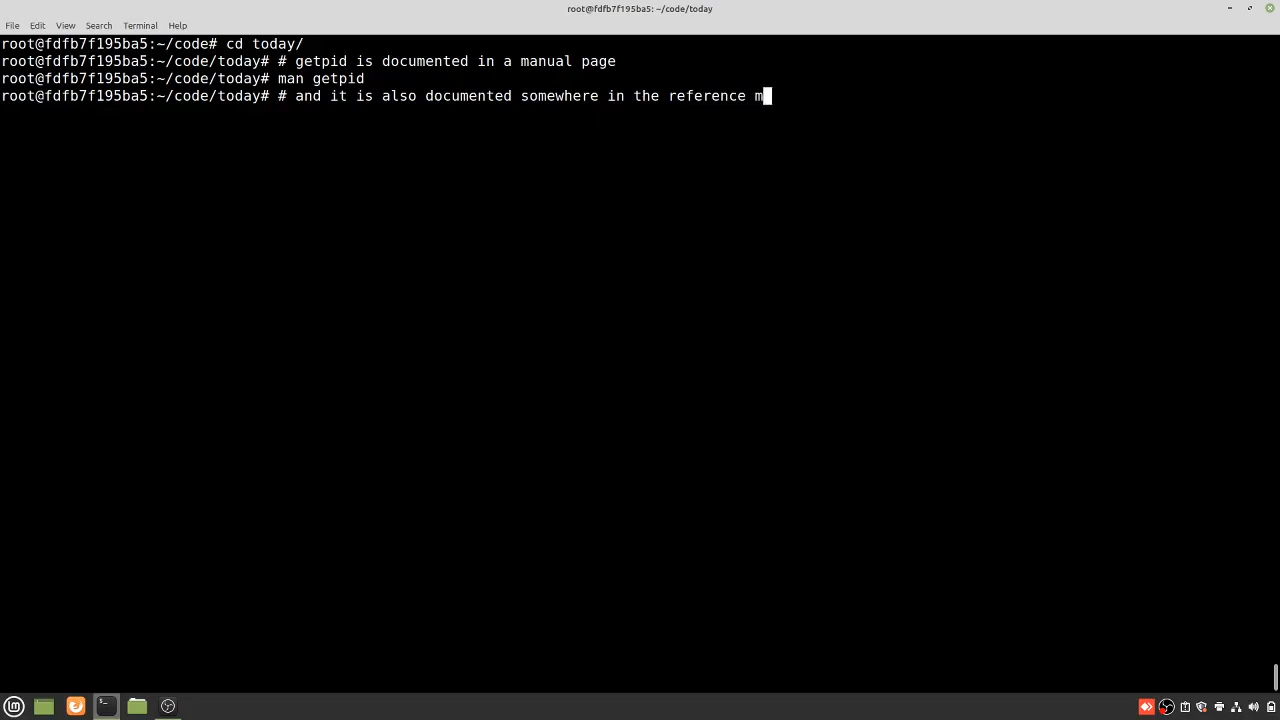 root@fdfb7f195ba5: ~/code/today
File Edit View Search Terminal Help
root@fdfb7f195ba5:~/code# cd today/
root@fdfb7f195ba5:~/code/today# # getpid is documented in a manual page
root@fdfb7f195ba5:~/code/today# man getpid
root@fdfb7f195ba5:~/code/today# # and it is also documented somewhere in the reference m